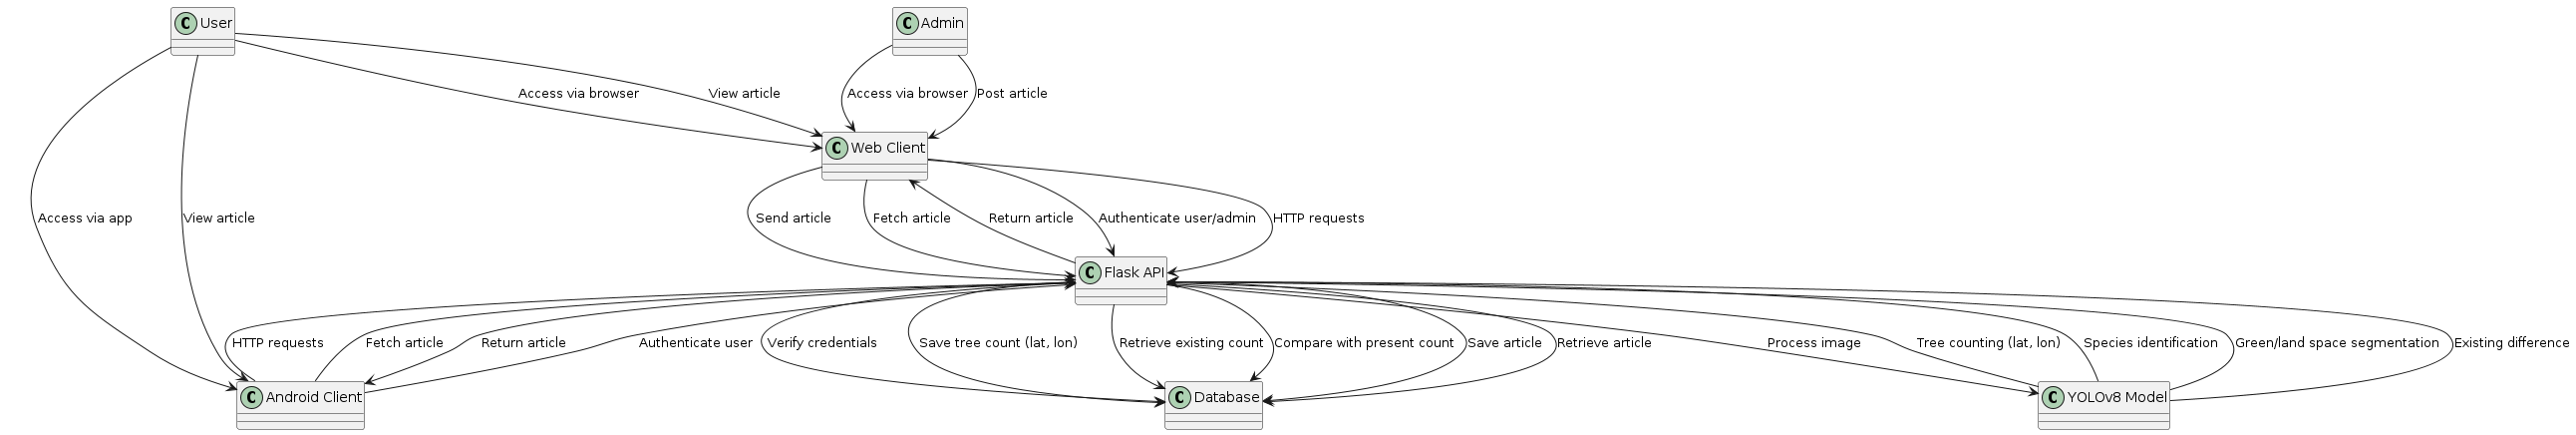 C User
C Admin
Access via browser
View article
Access via browser
Post article
C Web Client
Access via app
View article
Send article
Fetch article
Return article
Authenticate user/admin
HTTP requests
C Flask API
HTTP requests
Fetch article
Return article
Authenticate user
Verify credentials
Save tree count (lat, lon)
Retrieve existing count
Compare with present count
Save article
Retrieve article
Process image
Tree counting (lat, lon)
Species identification
Green/land space segmentation
Existing difference
C Android Client
C Database
C YOLOv8 Model